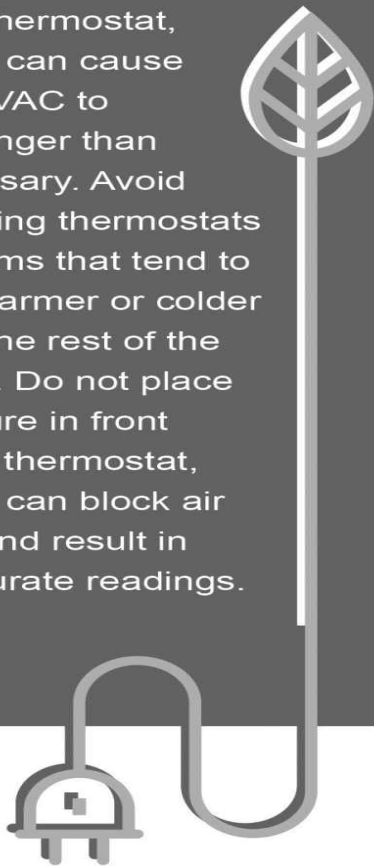 hermostat,
can cause
VAC to
nger than
sary. Avoid
ing thermostats
ms that tend to
armer or colder
he rest of the
. Do not place
ure in front
thermostat,
can block air
nd result in
urate readings.